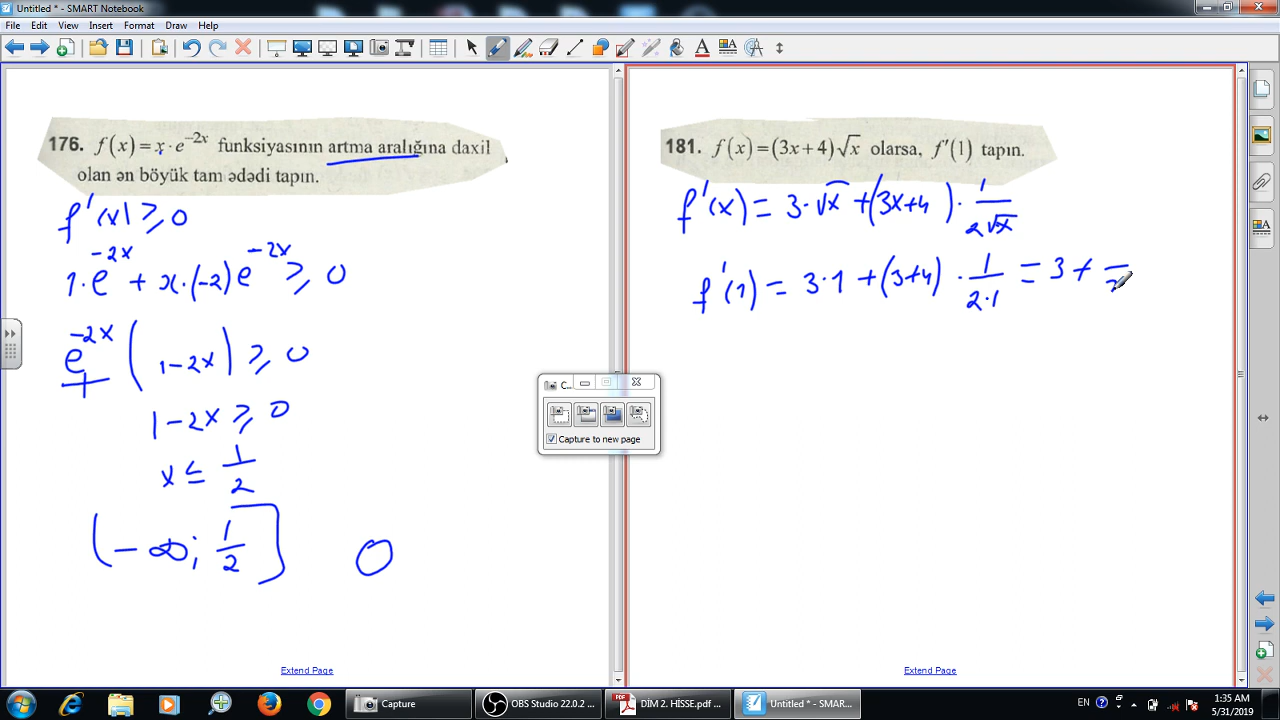 Untitled * - SMART Notebook
File Edit View Insert Format Draw Help
176. f(x)=x·e⁻²ˣ funksiyasının artma aralığına daxil
olan ən böyük tam ədədi tapın.
f'(x) ≥ 0
1·e⁻²ˣ + x·(-2)e⁻²ˣ ≥ 0
e⁻²ˣ (1-2x) ≥ 0
+
1-2x ≥ 0
x ≤ 1/2
(-∞; 1/2] 0
Extend Page
181. f(x)=(3x+4)√x olarsa, f'(1) tapın.
f'(x) = 3·√x + (3x+4)·1/(2√x)
f'(1) = 3·1 + (3+4)·1/(2·1) = 3 +
Extend Page
C...
Capture to new page
Capture
OBS Studio 22.0.2 ...
DİM 2. HİSSE.pdf ...
Untitled * - SMAR...
EN
1:35 AM
5/31/2019